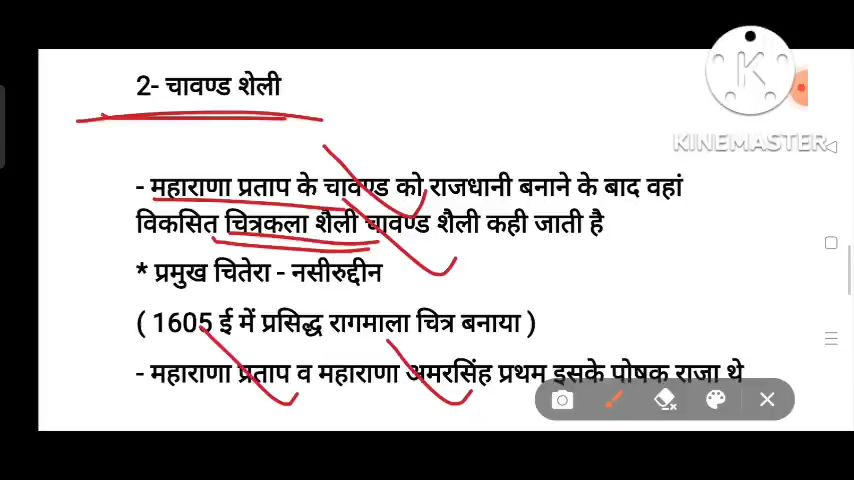 2- चावण्ड शेली
KINEMASTER
- महाराणा प्रताप के चावण्ड को राजधानी बनाने के बाद वहां
विकसित चित्रकला शैली चावण्ड शैली कही जाती है
* प्रमुख चितेरा - नसीरुद्दीन
( 1605 ई में प्रसिद्ध रागमाला चित्र बनाया )
- महाराणा प्रताप व महाराणा अमरसिंह प्रथम इसके पोषक राजा थे